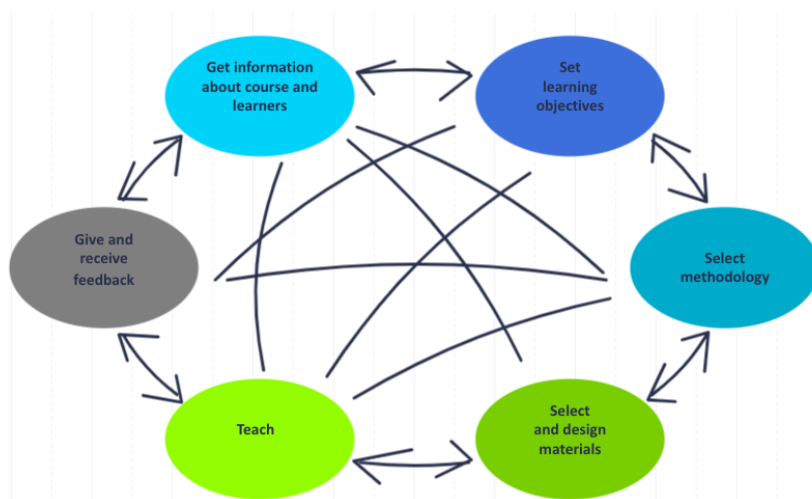 Get information
about course and
learners
Set
learning
objectives
Give and
receive
feedback
Select
methodology
Teach
Select
and design
materials